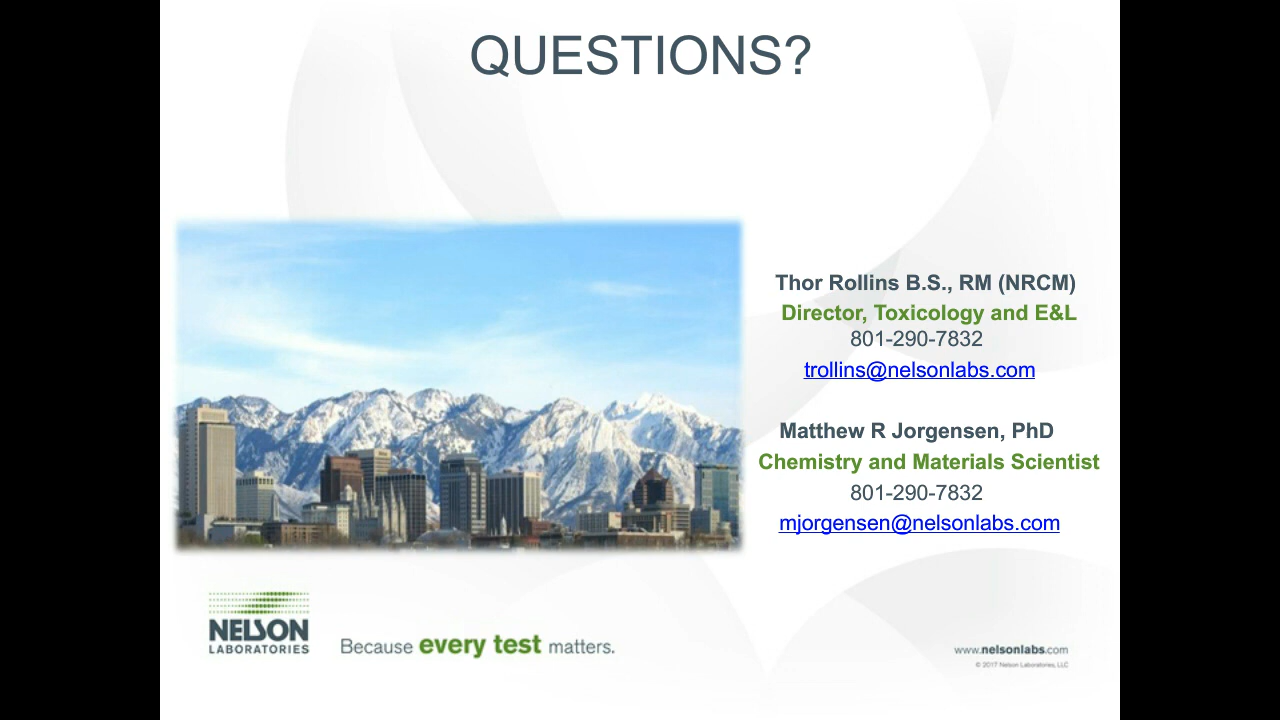 QUESTIONS?
Thor Rollins B.S., RM (NRCM)
Director, Toxicology and E&L
801-290-7832
trollins@nelsonlabs.com
Matthew R Jorgensen, PhD
Chemistry and Materials Scientist
801-290-7832
mjorgensen@nelsonlabs.com
NELSON
LABORATORIES
Because every test matters.
www.nelsonlabs.com
© 2017 Nelson Laboratories, LLC